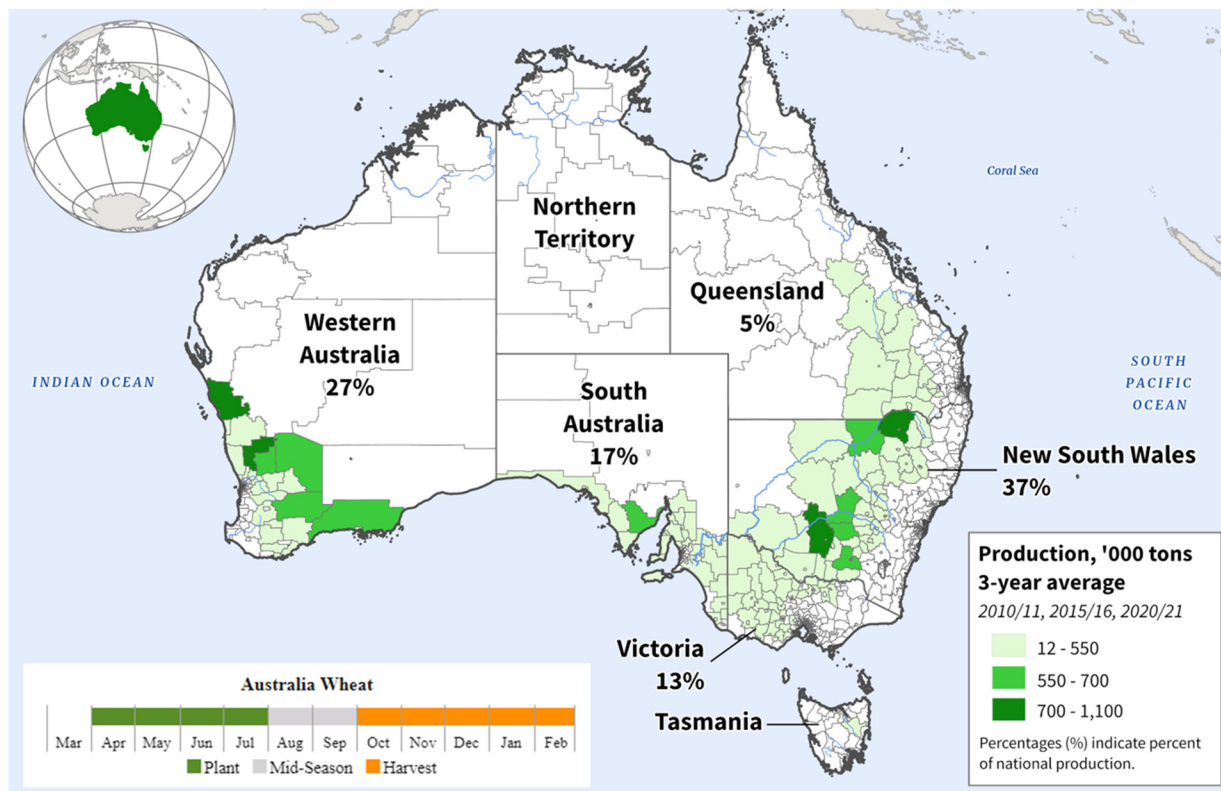 Coral Sea
Northern
Territory
Queensland
5%
Western
Australia
27%
INDIAN OCEAN
SOUTH
PACIFIC
OCEAN
South
Australia
17%
New South Wales
37%
Victoria
13%
Tasmania
Production, '000 tons
3-year average
2010/11, 2015/16, 2020/21
12 - 550
550 - 700
700 - 1,100
Percentages (%) indicate percent
of national production.
Australia Wheat
Mar Apr May Jun Jul Aug Sep Oct Nov Dec Jan Feb
Plant Mid-Season Harvest